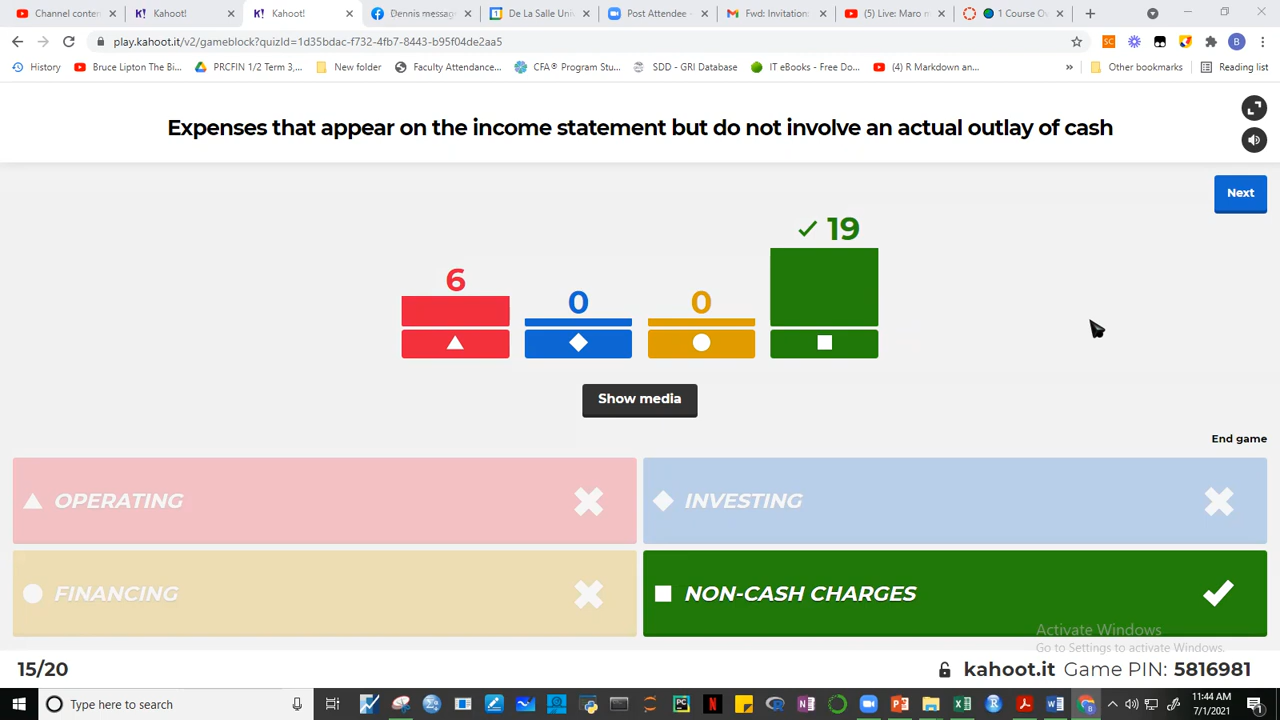 Channel conten
Kahoot!
Kahoot!
Dennis messag
De La Salle Uni
Post Attendee -
Fwd: Invitation:
(5) Live: Maro m
1 Course Ou
play.kahoot.it/v2/gameblock?quizId=1d35bdac-f732-4fb7-8443-b95f04de2aa5
B
History
Bruce Lipton The Bi...
PRCFIN 1/2 Term 3,...
New folder
Faculty Attendance...
CFA® Program Stu...
SDD - GRI Database
IT eBooks - Free Do...
(4) R Markdown an...
»
Other bookmarks
Reading list
Expenses that appear on the income statement but do not involve an actual outlay of cash
Next
6
0
0
19
Show media
End game
OPERATING
INVESTING
FINANCING
NON-CASH CHARGES
Activate Windows
Go to Settings to activate Windows.
15/20
kahoot.it Game PIN: 5816981
Type here to search
11:44 AM
7/1/2021